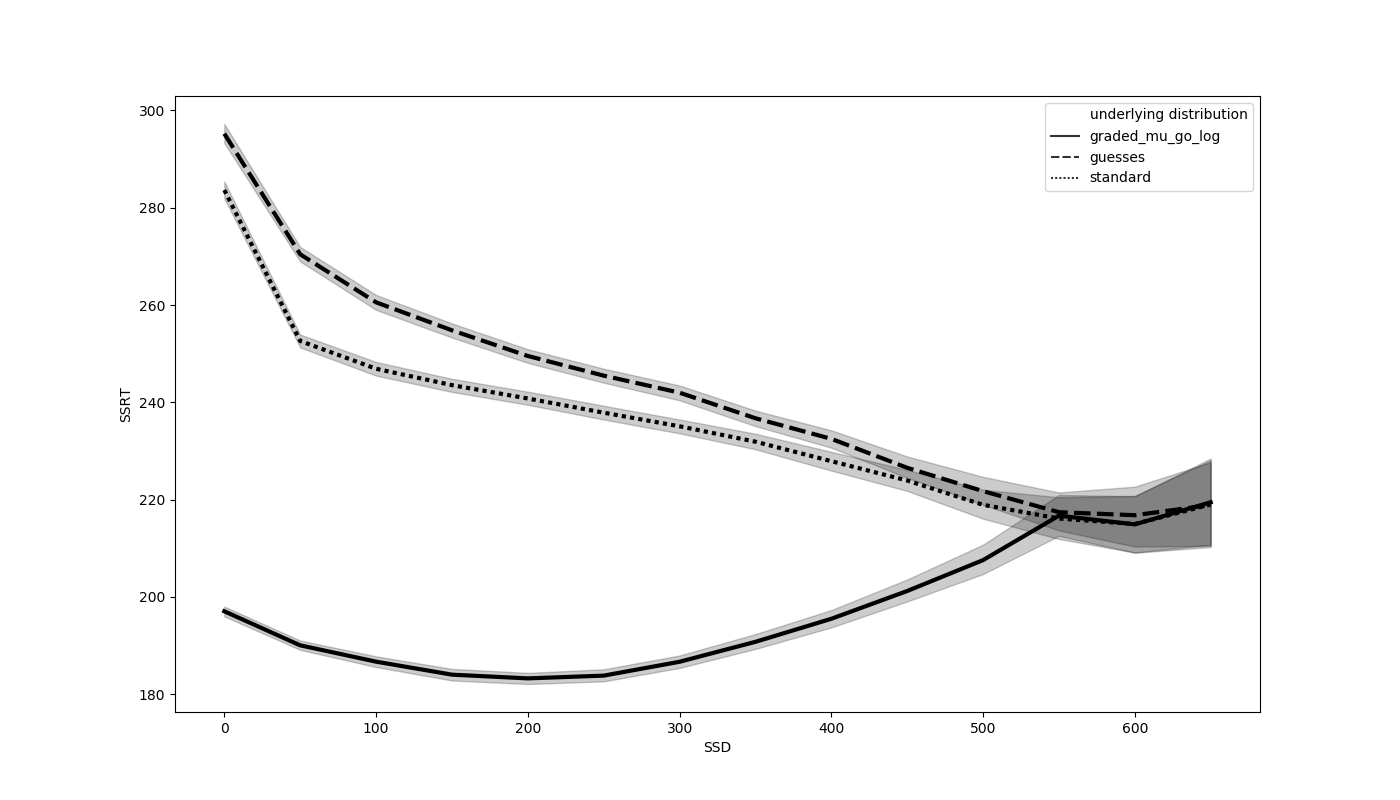 300
280
260
240
220
200
180
SSRT
0 100 200 300 400 500 600
SSD
underlying distribution
graded_mu_go_log
guesses
standard